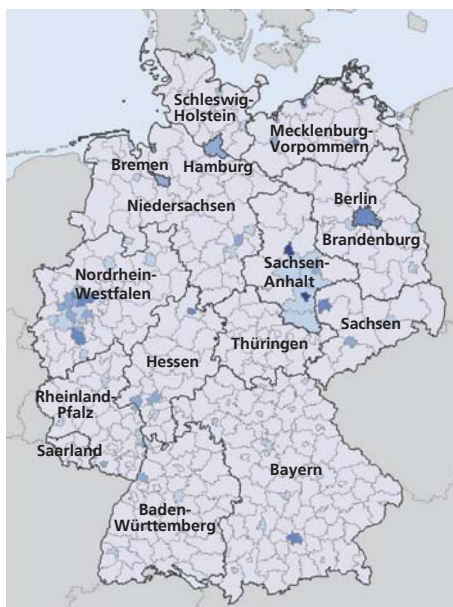 Schleswig-
Holstein
Mecklenburg-
Vorpommern
Bremen
Hamburg
Niedersachsen
Berlin
Brandenburg
Sachsen-
Anhalt
Nordrhein-
Westfalen
Sachsen
Thüringen
Hessen
Rheinland-
Pfalz
Saarland
Bayern
Baden-
Württemberg